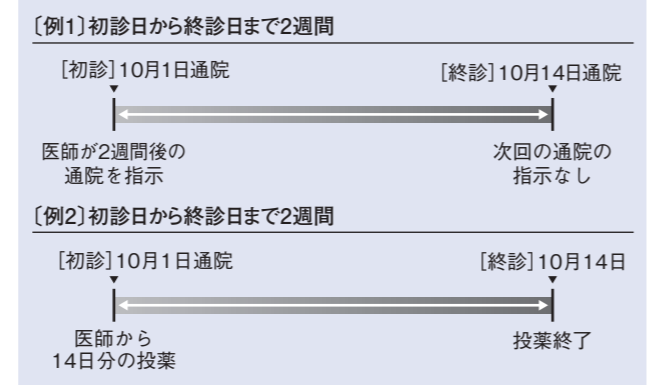 〔例1〕初診日から終診日まで2週間
［初診］10月1日通院
［終診］10月14日通院
医師が2週間後の
通院を指示
次回の通院の
指示なし
〔例2〕初診日から終診日まで2週間
［初診］10月1日通院
［終診］10月14日
医師から
14日分の投薬
投薬終了